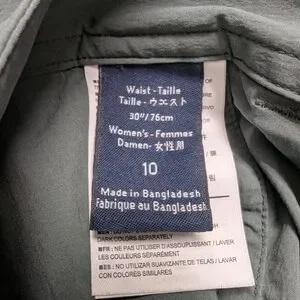 Waist - Taille
Taille - ウエスト
30"/76cm
Women's - Femmes
Damen - 女性用
10
Made in Bangladesh
Fabriqué au Bangladesh
DARK COLORS SEPARATELY
FR: NE PAS UTILISER D'ASSOUPLISSANT / LAVER
LES COULEURS SÉPARÉMENT
ES: NO UTILIZAR SUAVIZANTE DE TELAS / LAVAR
CON COLORES SIMILARES